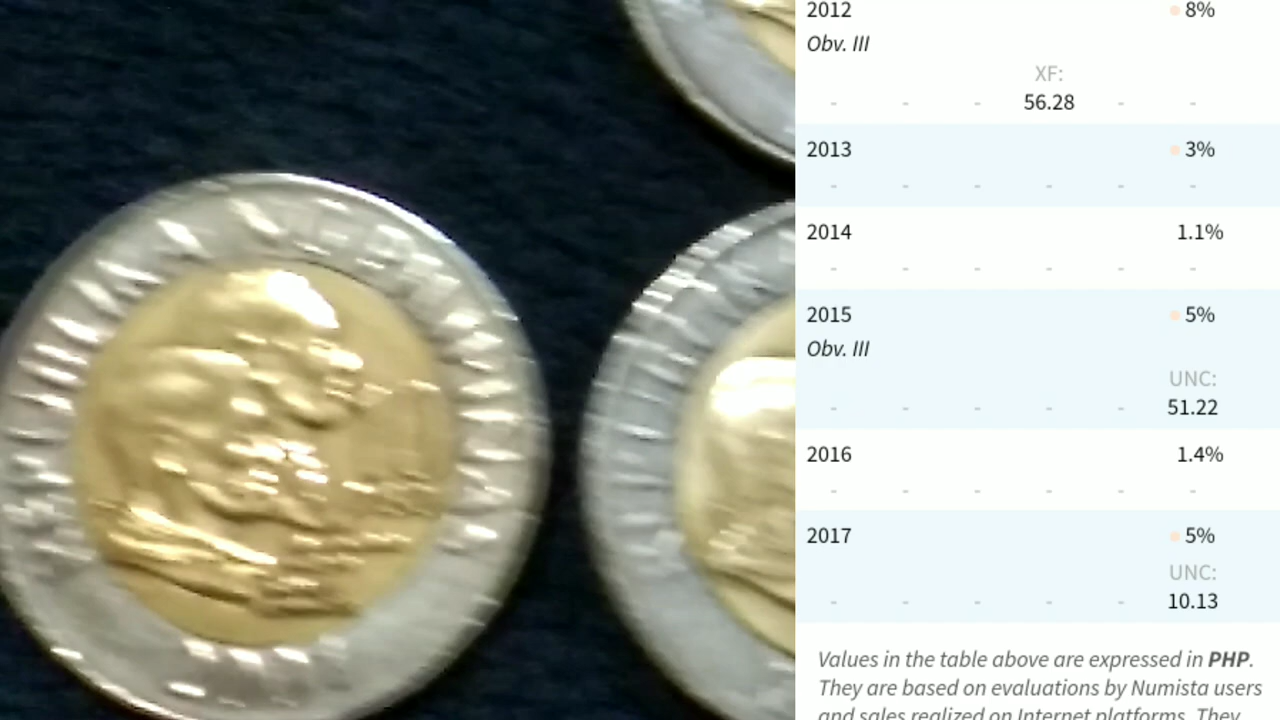 2012 8%
Obv. III
XF:
- - - 56.28 - -
2013 3%
- - - - - -
2014 1.1%
- - - - - -
2015 5%
Obv. III
UNC:
- - - - - 51.22
2016 1.4%
- - - - - -
2017 5%
UNC:
- - - - - 10.13
Values in the table above are expressed in PHP.
They are based on evaluations by Numista users
and sales realized on Internet platforms. They